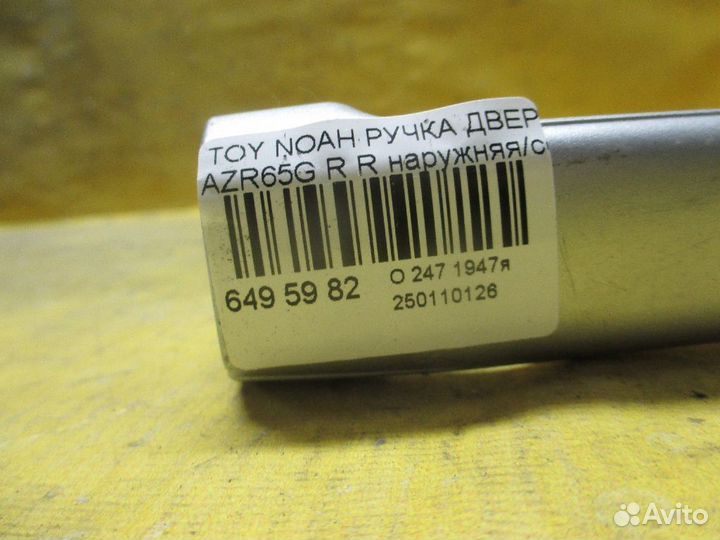 TOY NOAH РУЧКА ДВЕР
AZR65G R R наружняя/с
649 59 82
О 247 1947я
250110126
Avito